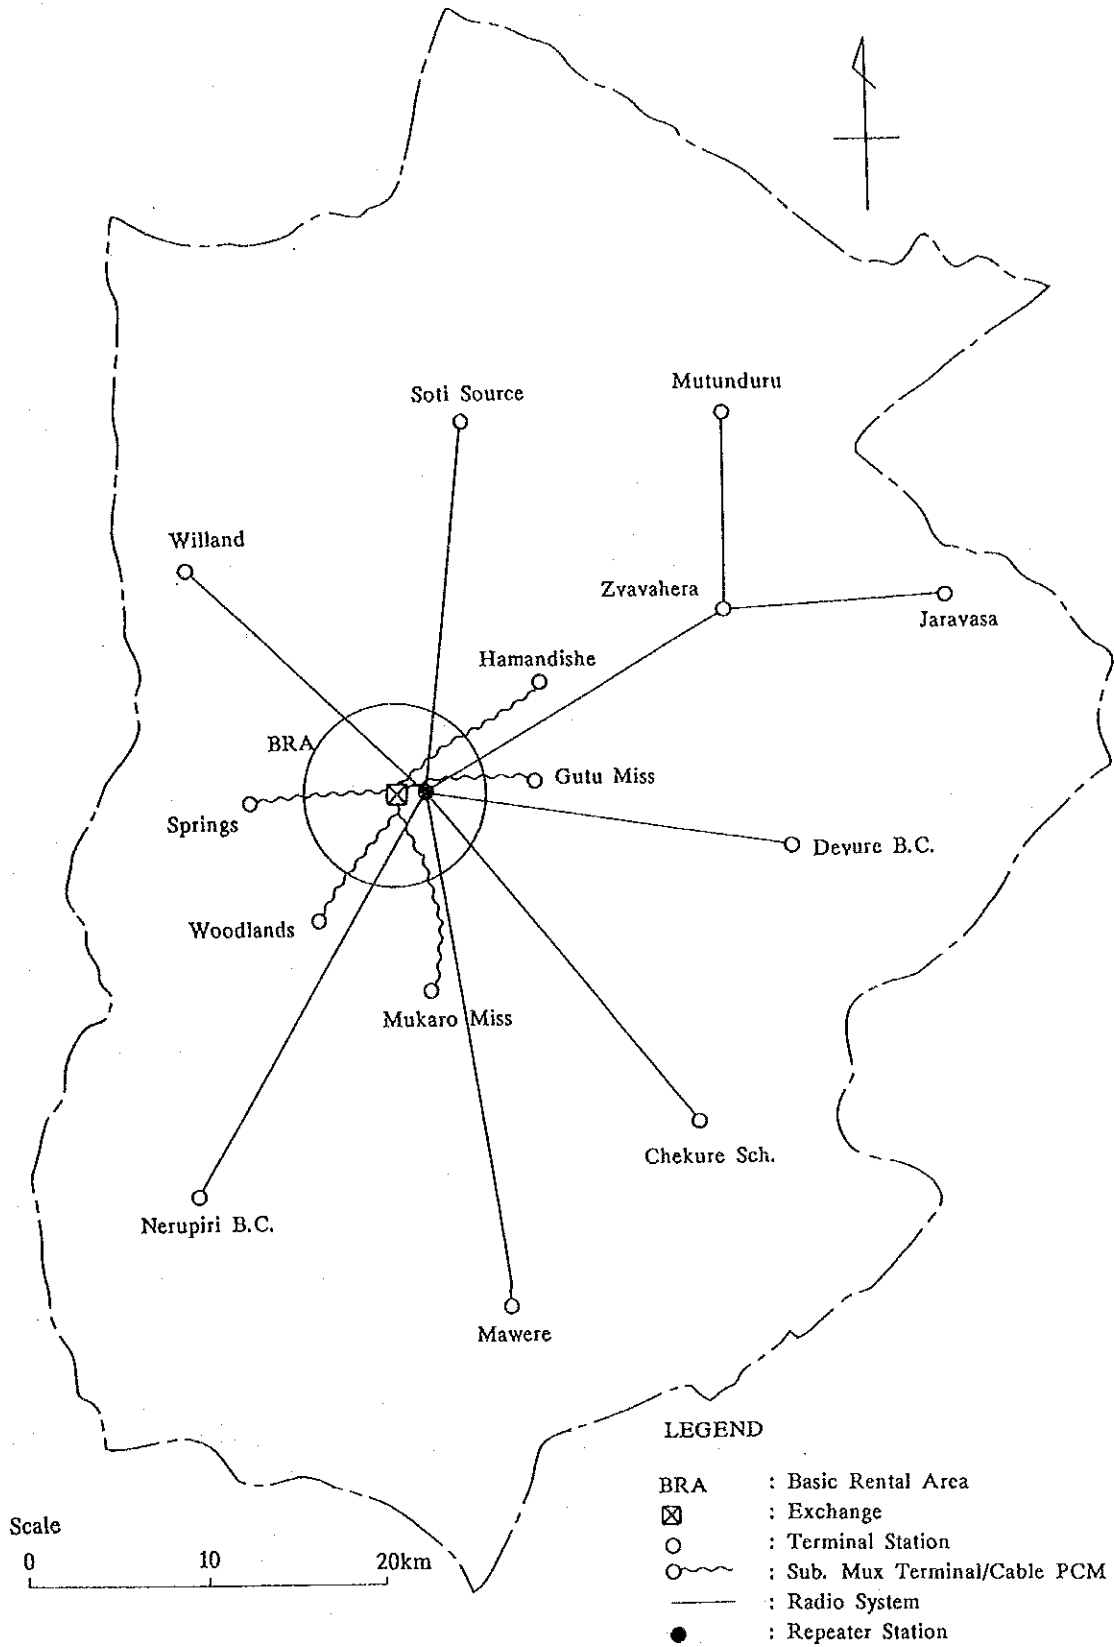 Soti Source
Mutunduru
Willand
Zvavahera
Jaravasa
Hamandishe
BRA
Gutu Miss
Springs
Devure B.C.
Woodlands
Mukaro Miss
Chekure Sch.
Nerupiri B.C.
Mawere
LEGEND
BRA : Basic Rental Area
: Exchange
: Terminal Station
: Sub. Mux Terminal/Cable PCM
: Radio System
: Repeater Station
Scale
0 10 20km